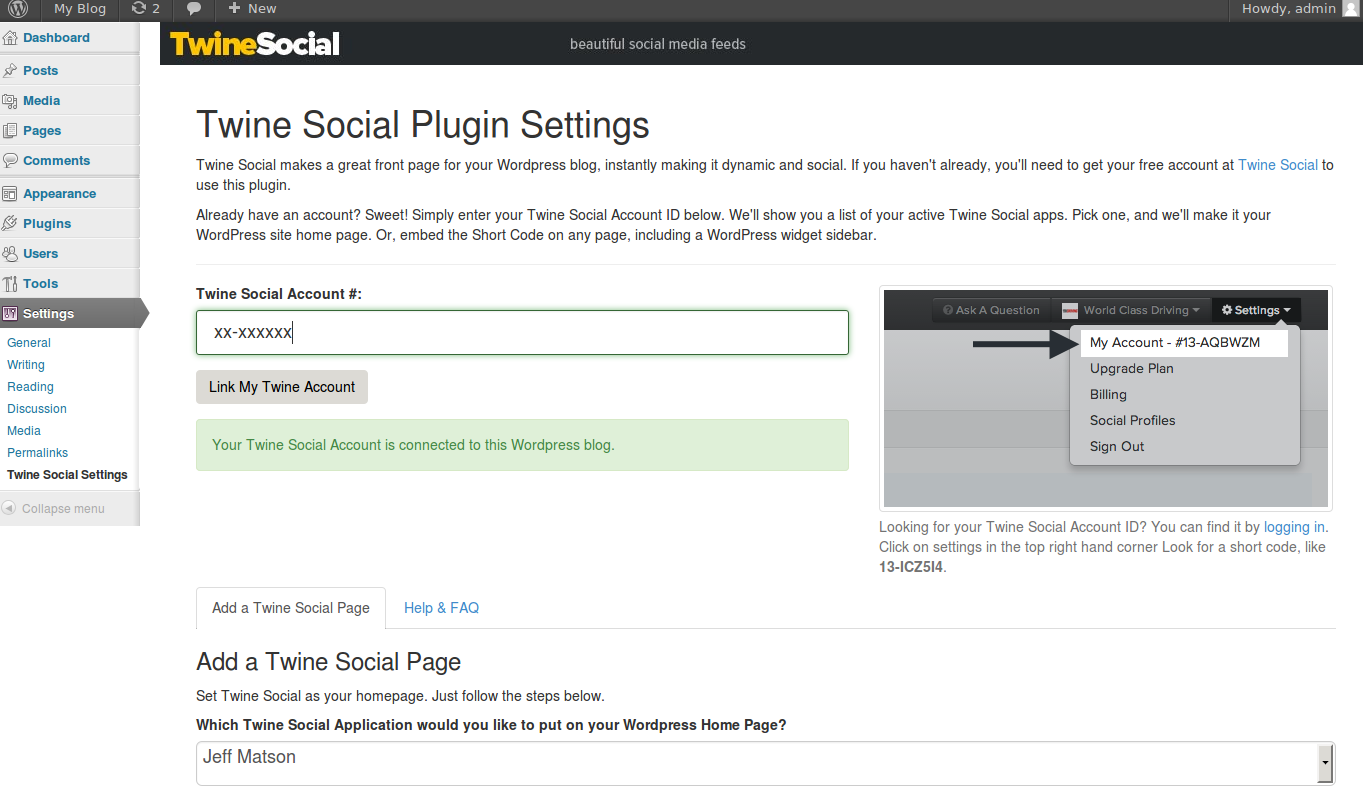 My Blog 2 New Howdy, admin
Dashboard
Posts
Media
Pages
Comments
Appearance
Plugins
Users
Tools
Settings
General
Writing
Reading
Discussion
Media
Permalinks
Twine Social Settings
Collapse menu
TwineSocial beautiful social media feeds
Twine Social Plugin Settings
Twine Social makes a great front page for your Wordpress blog, instantly making it dynamic and social. If you haven't already, you'll need to get your free account at Twine Social to
use this plugin.
Already have an account? Sweet! Simply enter your Twine Social Account ID below. We'll show you a list of your active Twine Social apps. Pick one, and we'll make it your
WordPress site home page. Or, embed the Short Code on any page, including a WordPress widget sidebar.
Twine Social Account #:
xx-xxxxxx
Link My Twine Account
Your Twine Social Account is connected to this Wordpress blog.
Ask A Question World Class Driving Settings
My Account - #13-AQBWZM
Upgrade Plan
Billing
Social Profiles
Sign Out
Looking for your Twine Social Account ID? You can find it by logging in.
Click on settings in the top right hand corner Look for a short code, like
13-ICZ5I4.
Add a Twine Social Page Help & FAQ
Add a Twine Social Page
Set Twine Social as your homepage. Just follow the steps below.
Which Twine Social Application would you like to put on your Wordpress Home Page?
Jeff Matson